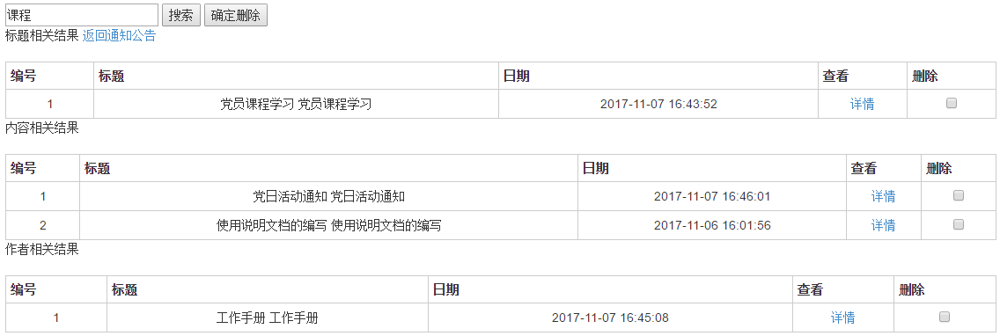 课程 搜索 确定删除
标题相关结果 返回通知公告
编号 标题 日期 查看 删除
1 党员课程学习 党员课程学习 2017-11-07 16:43:52 详情
内容相关结果
编号 标题 日期 查看 删除
1 党日活动通知 党日活动通知 2017-11-07 16:46:01 详情
2 使用说明文档的编写 使用说明文档的编写 2017-11-06 16:01:56 详情
作者相关结果
编号 标题 日期 查看 删除
1 工作手册 工作手册 2017-11-07 16:45:08 详情